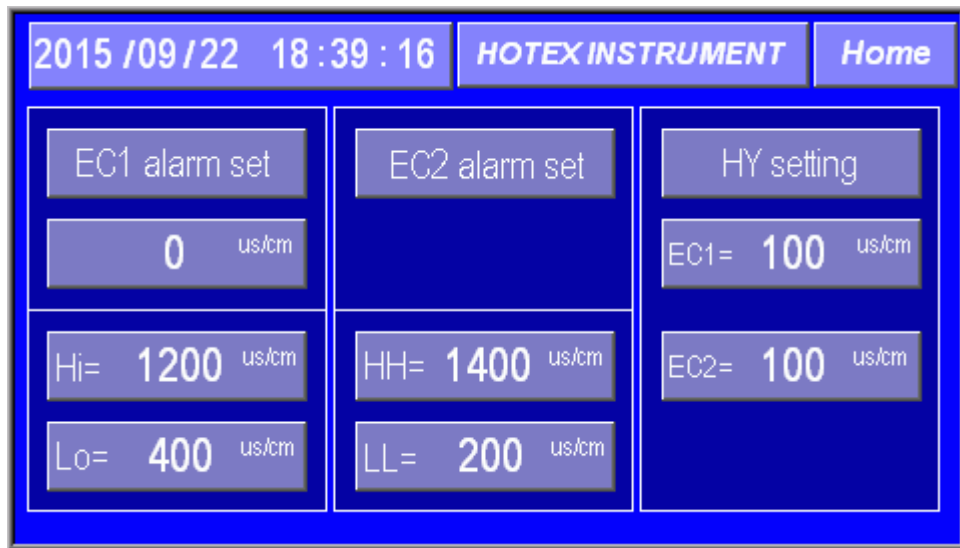 2015 /09/22 18:39:16 HOTEX INSTRUMENT Home
EC1 alarm set
0 us/cm
Hi= 1200 us/cm
Lo= 400 us/cm
EC2 alarm set
HH= 1400 us/cm
LL= 200 us/cm
HY setting
EC1= 100 us/cm
EC2= 100 us/cm